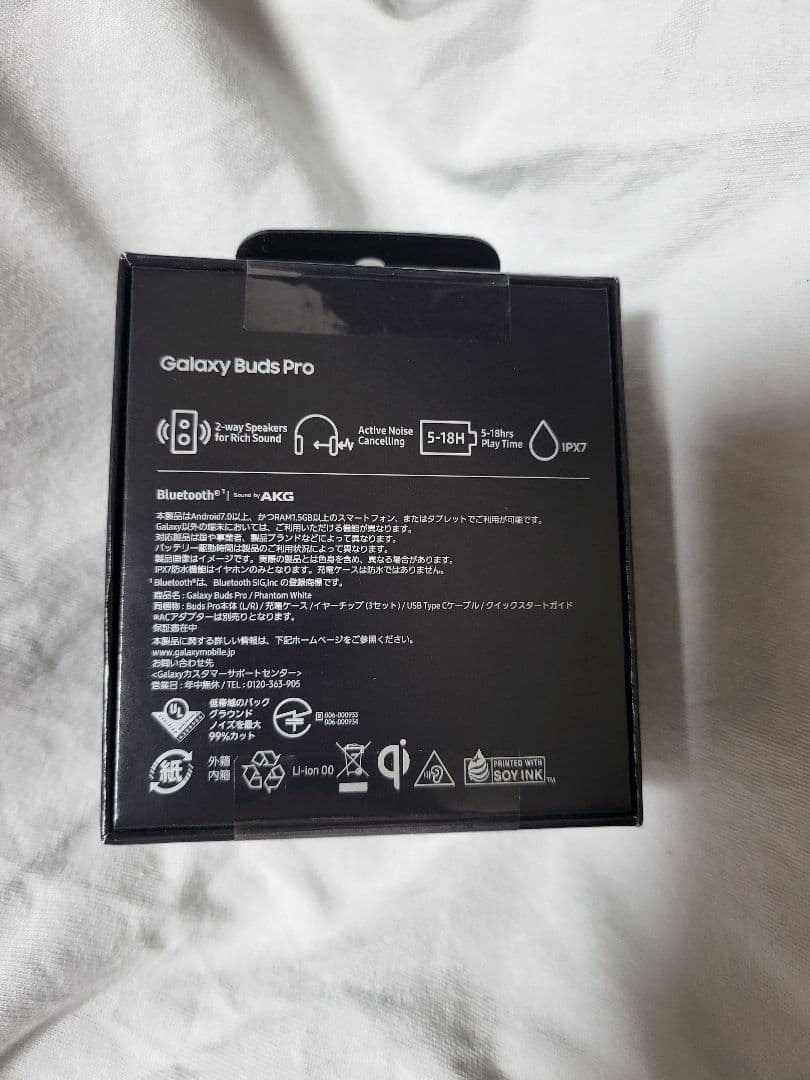 Galaxy Buds Pro
2-way Speakers
for Rich Sound
Active Noise
Cancelling
5-18H
5-18hrs
Play Time
IPX7
Bluetooth®¹ | Sound by AKG
本製品はAndroid7.0以上、かつRAM1.5GB以上のスマートフォン、またはタブレットでご利用が可能です。
Galaxy以外の端末においては、ご利用いただける機能が異なります。
対応製品は国や事業者、製品ブランドなどによって異なります。
バッテリー駆動時間は製品のご利用状況によって異なります。
製品画像はイメージです。実際の製品とは色身を含め、異なる場合があります。
IPX7防水機能はイヤホンのみとなります。充電ケースは防水ではありません。
¹ Bluetooth®は、Bluetooth SIG,Inc の登録商標です。
商品名 : Galaxy Buds Pro / Phantom White
同梱物 : Buds Pro本体 (L/R) / 充電ケース /イヤーチップ (3セット) / USB Type Cケーブル / クイックスタートガイド
※ACアダプターは別売りとなります。
保証書在中
本製品に関する詳しい情報は、下記ホームページをご参照ください。
www.galaxymobile.jp
お問い合わせ先
<Galaxyカスタマーサポートセンター>
営業日 : 年中無休 / TEL : 0120-363-905
UL
低帯域のバック
グラウンド
ノイズを最大
99%カット
R 006-000933
006-000934
紙
外箱
内箱
Li-ion 00
qi
PRINTED WITH
SOY INK TM